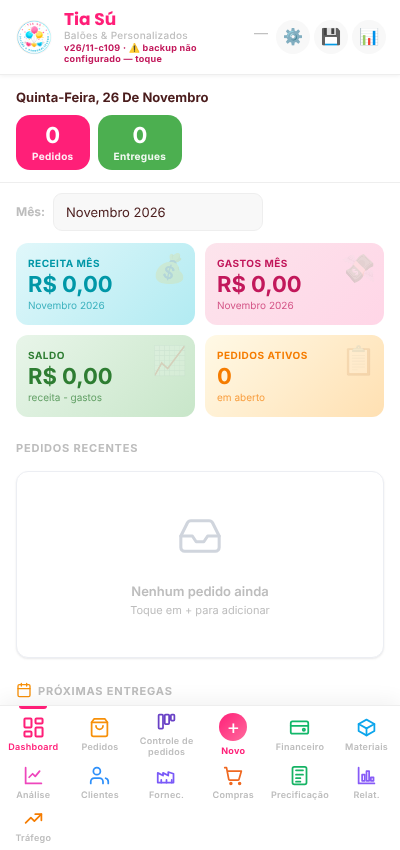 Tia Sú
Balões & Personalizados
v26/11-c109 · ⚠️ backup não
configurado — toque
—
Quinta-Feira, 26 De Novembro
0
Pedidos
0
Entregues
Mês:
Novembro 2026
RECEITA MÊS
R$ 0,00
Novembro 2026
GASTOS MÊS
R$ 0,00
Novembro 2026
SALDO
R$ 0,00
receita - gastos
PEDIDOS ATIVOS
0
em aberto
PEDIDOS RECENTES
Nenhum pedido ainda
Toque em + para adicionar
PRÓXIMAS ENTREGAS
Dashboard
Pedidos
Controle de
pedidos
+
Novo
Financeiro
Materiais
Análise
Clientes
Fornec.
Compras
Precificação
Relat.
Tráfego